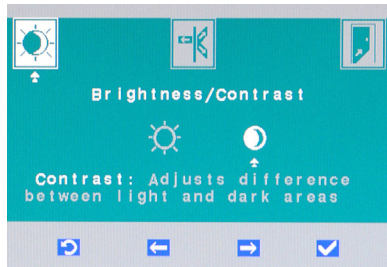 Brightness/Contrast
Contrast: Adjusts difference
between light and dark areas